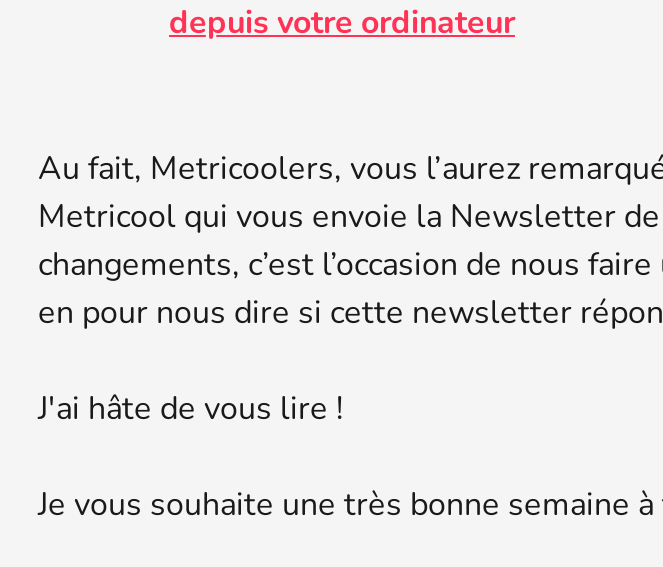 depuis votre ordinateur
Au fait, Metricoolers, vous l’aurez remarqué
Metricool qui vous envoie la Newsletter de
changements, c’est l’occasion de nous faire
en pour nous dire si cette newsletter répon
J'ai hâte de vous lire !
Je vous souhaite une très bonne semaine à